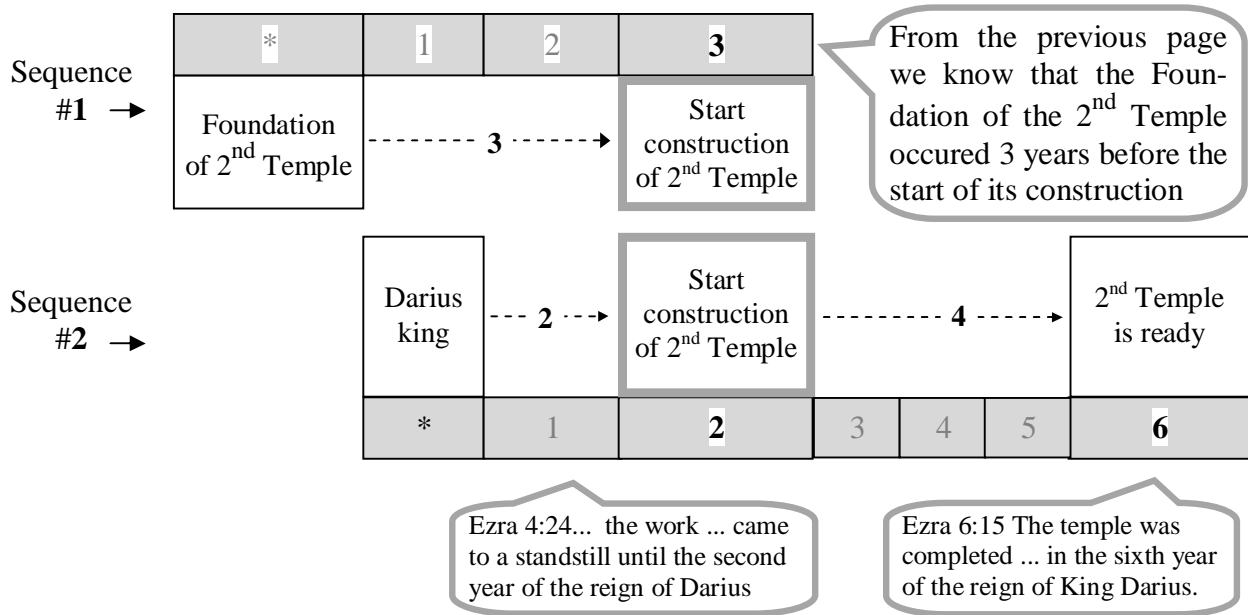 * 1 2 3
Sequence
#1
Foundation
of 2nd Temple
3
Start
construction
of 2nd Temple
From the previous page
we know that the Foun-
dation of the 2nd Temple
occured 3 years before the
start of its construction
Sequence
#2
Darius
king
2
Start
construction
of 2nd Temple
4
2nd Temple
is ready
* 1 2 3 4 5 6
Ezra 4:24... the work ... came
to a standstill until the second
year of the reign of Darius
Ezra 6:15 The temple was
completed ... in the sixth year
of the reign of King Darius.